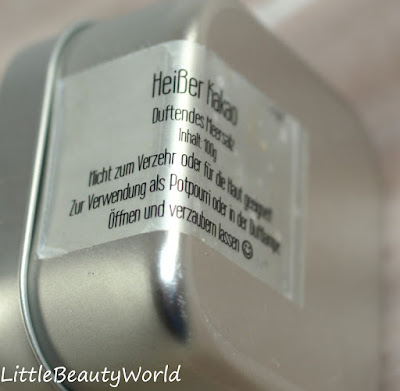 Heißer Kakao
Duftendes Meersalz
Inhalt: 100g
Nicht zum Verzehr oder für die Haut geeignet!
Zur Verwendung als Potpourri oder in der Duftlampe.
Öffnen und verzaubern lassen ☺
LittleBeautyWorld